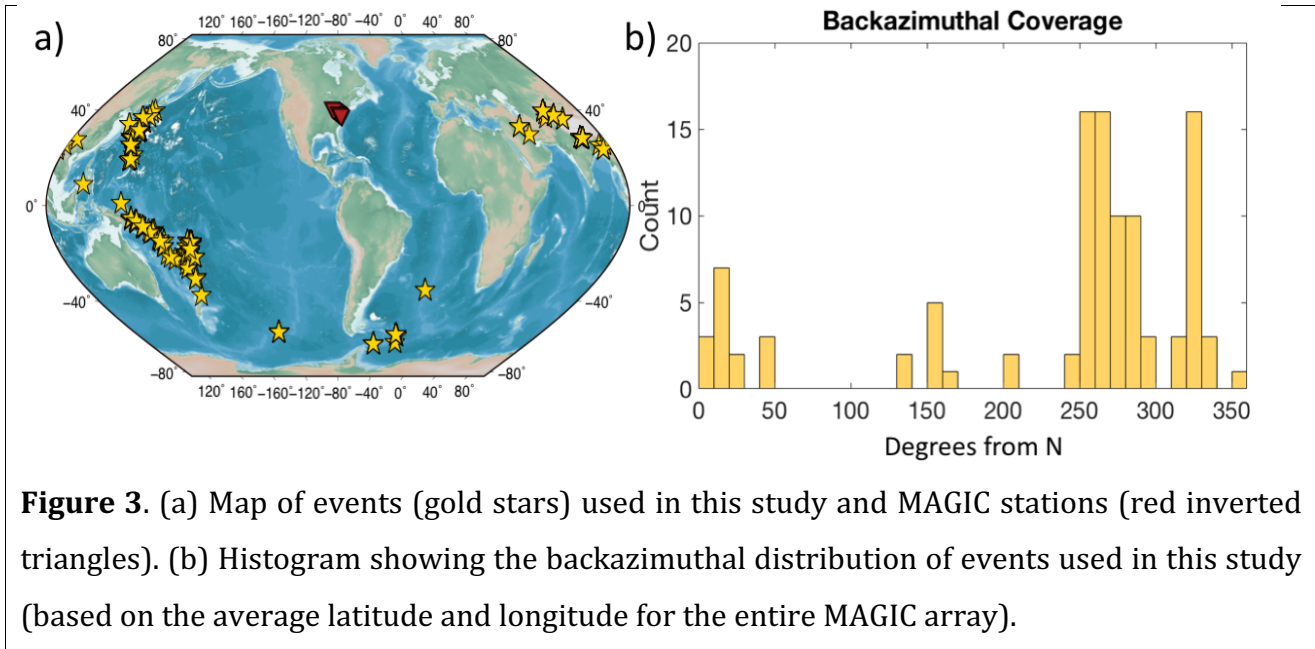 a)
120° 160°−160°−120°−80° −40° 0° 40° 80°
80° 80°
40° 40°
0° 0°
−40° −40°
−80° −80°
120° 160°−160°−120°−80° −40° 0° 40° 80°
b)
Backazimuthal Coverage
20
15
10
5
0
Count
0 50 100 150 200 250 300 350
Degrees from N
Figure 3. (a) Map of events (gold stars) used in this study and MAGIC stations (red inverted
triangles). (b) Histogram showing the backazimuthal distribution of events used in this study
(based on the average latitude and longitude for the entire MAGIC array).